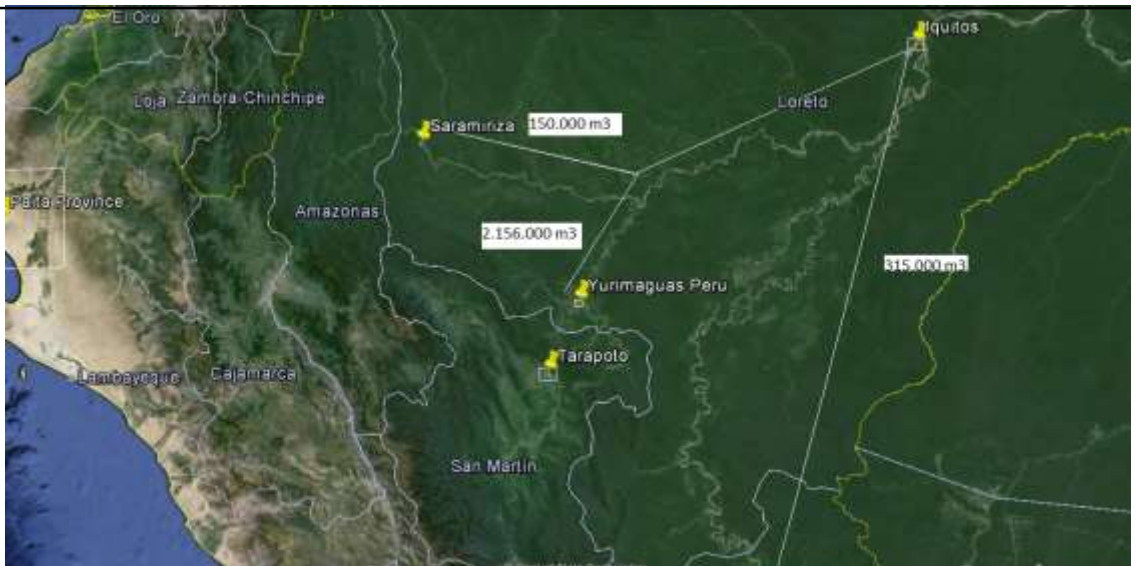 El Oro
Iquitos
Loja
Zamora Chinchipe
Loreto
Saramiriza
150.000 m3
Paita Province
Amazonas
2.156.000 m3
315.000 m3
Yurimaguas Peru
Tarapoto
Lambayeque
Cajamarca
San Martín